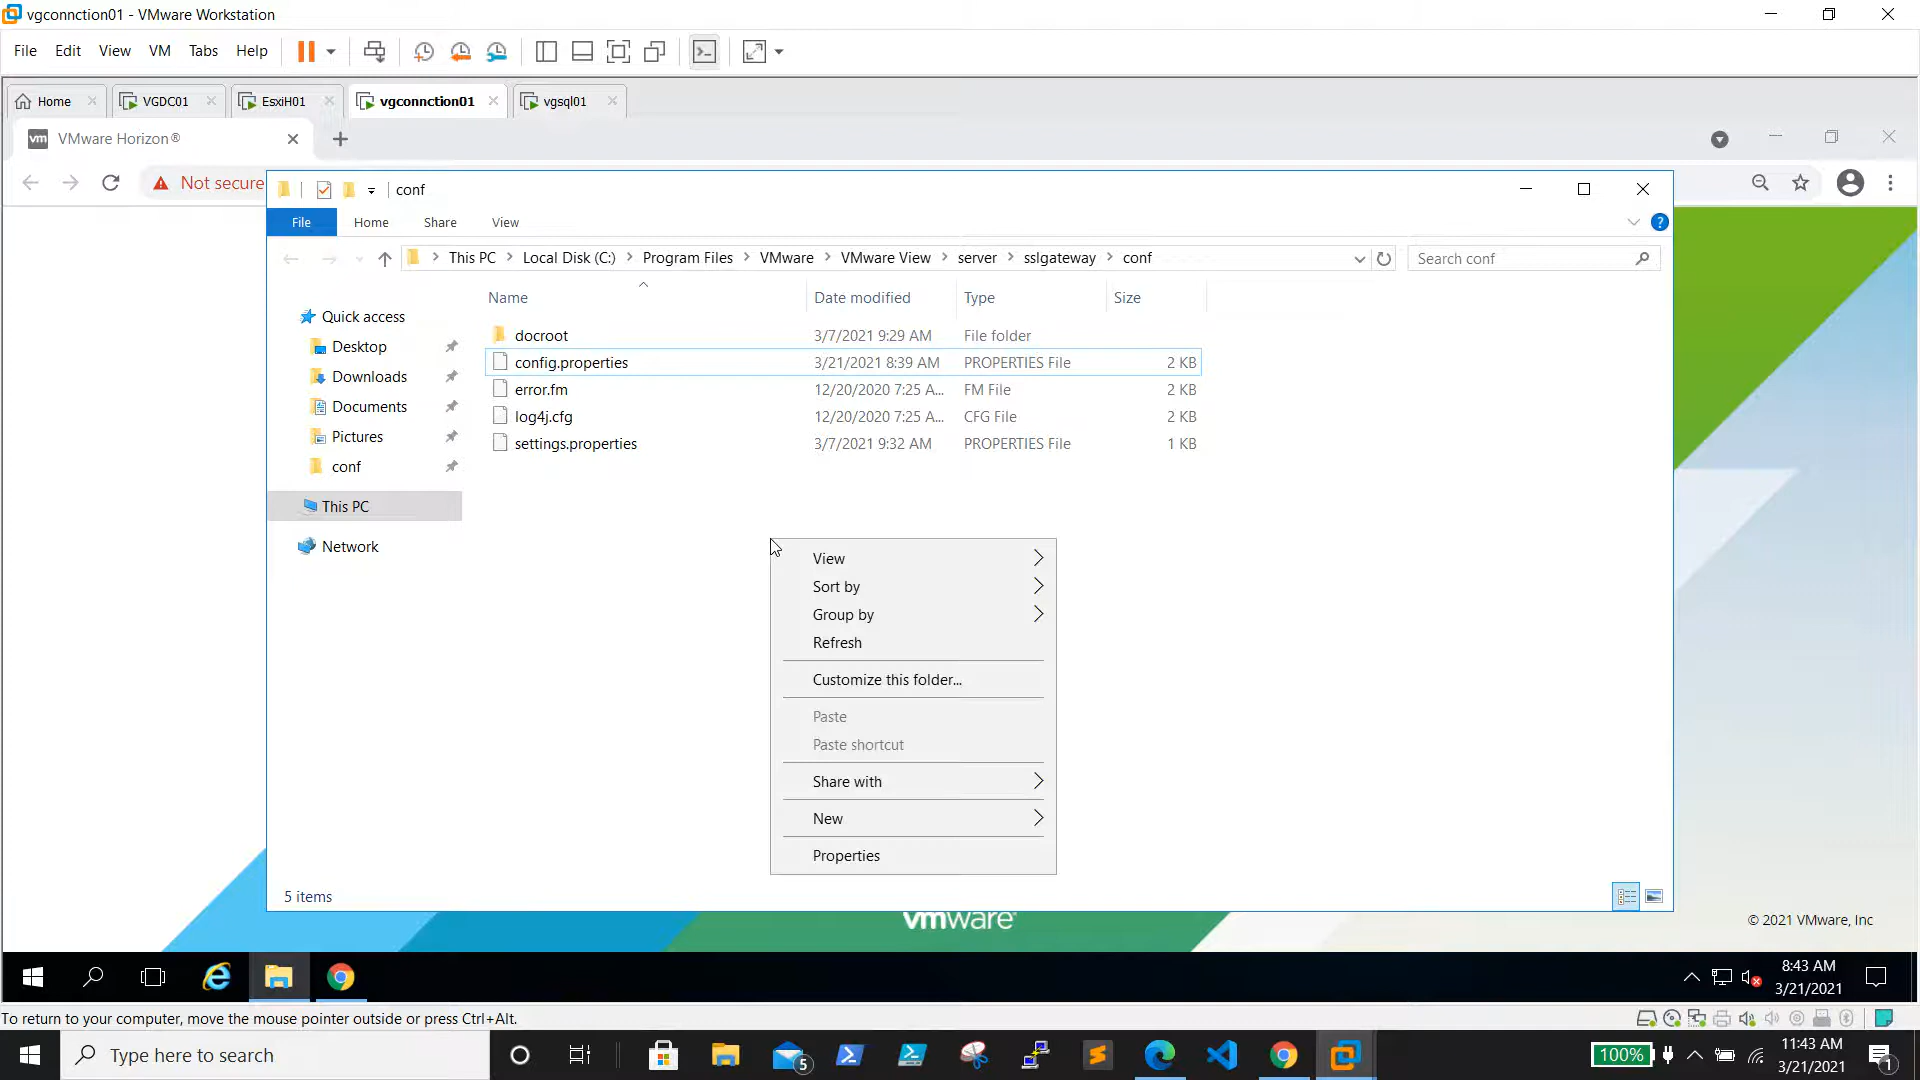 vgconnction01 - VMware Workstation
File Edit View VM Tabs Help
Home VGDC01 EsxiH01 vgconnction01 vgsql01
vm VMware Horizon®
Not secure
conf
File Home Share View
This PC Local Disk (C:) Program Files VMware VMware View server sslgateway conf
Search conf
Name Date modified Type Size
Quick access
Desktop
Downloads
Documents
Pictures
conf
This PC
Network
docroot 3/7/2021 9:29 AM File folder
config.properties 3/21/2021 8:39 AM PROPERTIES File 2 KB
error.fm 12/20/2020 7:25 A... FM File 2 KB
log4j.cfg 12/20/2020 7:25 A... CFG File 2 KB
settings.properties 3/7/2021 9:32 AM PROPERTIES File 1 KB
View
Sort by
Group by
Refresh
Customize this folder...
Paste
Paste shortcut
Share with
New
Properties
5 items
vmware®
© 2021 VMware, Inc
8:43 AM
3/21/2021
To return to your computer, move the mouse pointer outside or press Ctrl+Alt.
Type here to search
5
100%
11:43 AM
3/21/2021
1